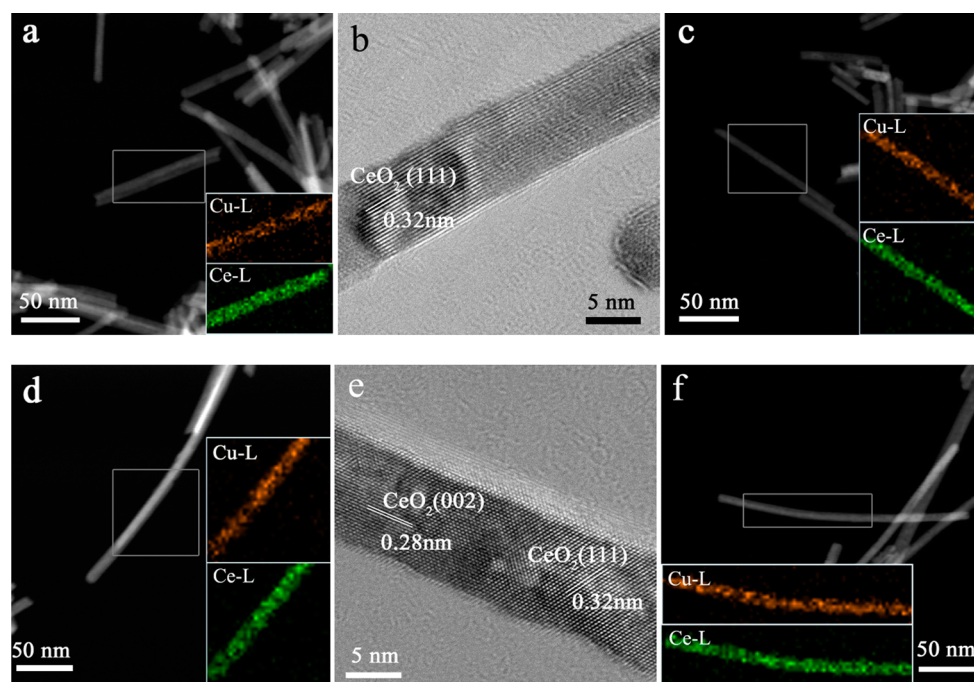 a
Cu-L
Ce-L
50 nm
b
CeO2 (111)
0.32nm
5 nm
c
Cu-L
Ce-L
50 nm
d
Cu-L
Ce-L
50 nm
e
CeO2(002)
0.28nm
CeO2(111)
0.32nm
5 nm
f
Cu-L
Ce-L
50 nm